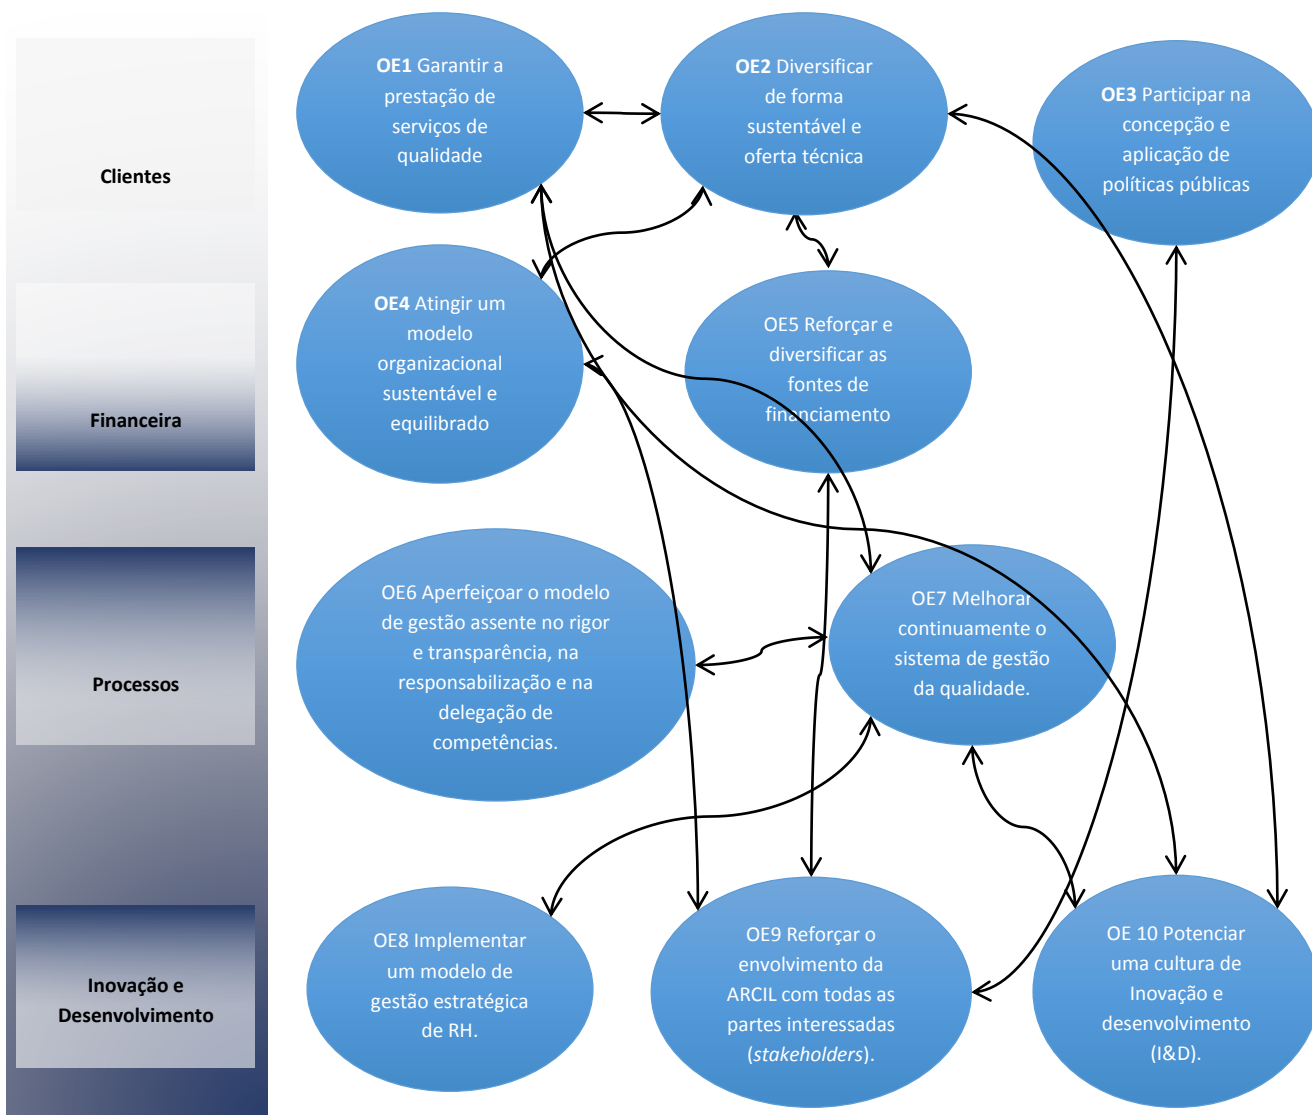 Clientes
OE1 Garantir a
prestação de
serviços de
qualidade
OE2 Diversificar
de forma
sustentável e
oferta técnica
OE3 Participar na
concepção e
aplicação de
políticas públicas
Financeira
OE4 Atingir um
modelo
organizacional
sustentável e
equilibrado
OE5 Reforçar e
diversificar as
fontes de
financiamento
Processos
OE6 Aperfeiçoar o modelo
de gestão assente no rigor
e transparência, na
responsabilização e na
delegação de
competências.
OE7 Melhorar
continuamente o
sistema de gestão
da qualidade.
Inovação e
Desenvolvimento
OE8 Implementar
um modelo de
gestão estratégica
de RH.
OE9 Reforçar o
envolvimento da
ARCIL com todas as
partes interessadas
(stakeholders).
OE 10 Potenciar
uma cultura de
Inovação e
desenvolvimento
(I&D).